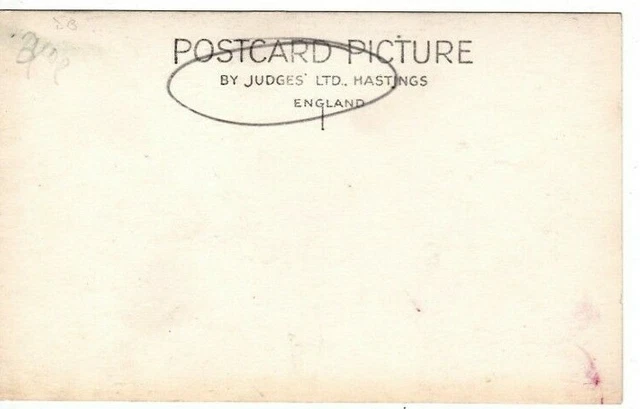 POSTCARD PICTURE
BY JUDGES' LTD., HASTINGS
ENGLAND